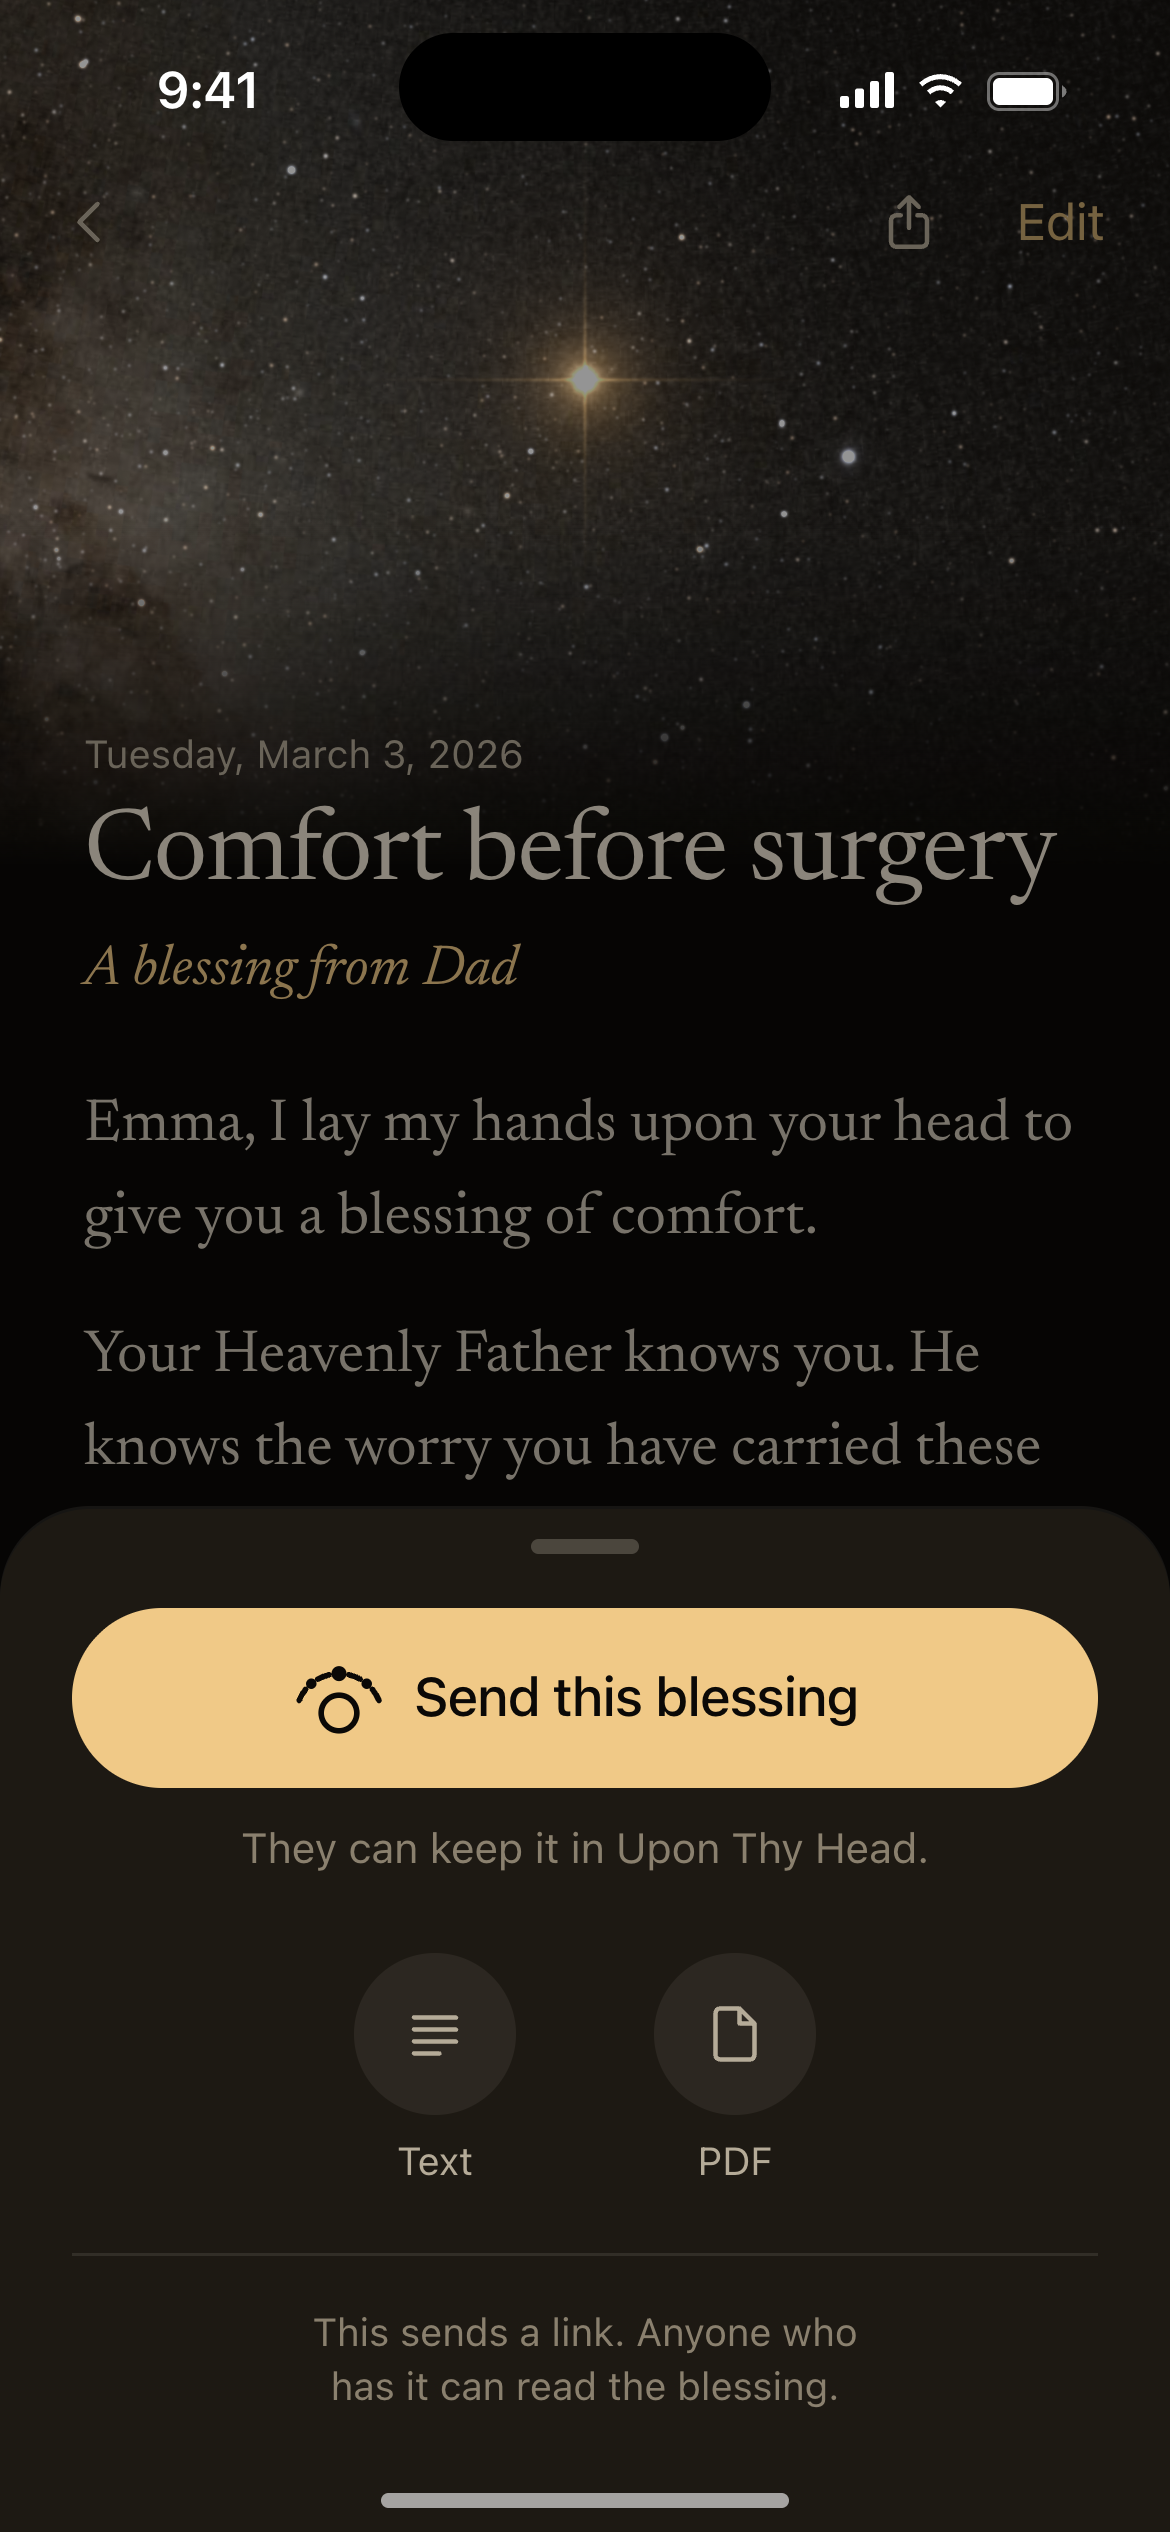 9:41
Edit
Tuesday, March 3, 2026
Comfort before surgery
A blessing from Dad
Emma, I lay my hands upon your head to
give you a blessing of comfort.
Your Heavenly Father knows you. He
knows the worry you have carried these
Send this blessing
They can keep it in Upon Thy Head.
Text
PDF
This sends a link. Anyone who
has it can read the blessing.